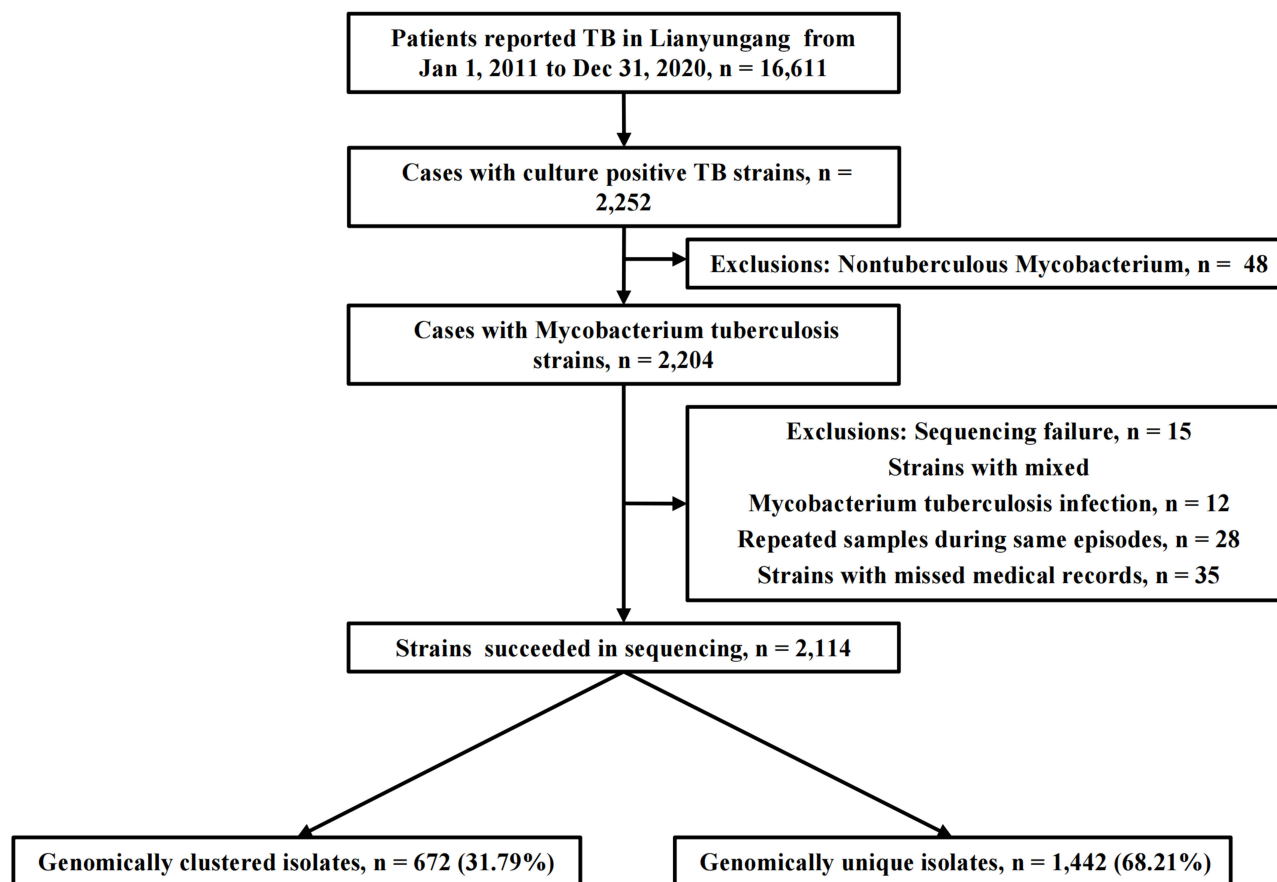 Patients reported TB in Lianyungang from
Jan 1, 2011 to Dec 31, 2020, n = 16,611
Cases with culture positive TB strains, n =
2,252
Exclusions: Nontuberculous Mycobacterium, n = 48
Cases with Mycobacterium tuberculosis
strains, n = 2,204
Exclusions: Sequencing failure, n = 15
Strains with mixed
Mycobacterium tuberculosis infection, n = 12
Repeated samples during same episodes, n = 28
Strains with missed medical records, n = 35
Strains succeeded in sequencing, n = 2,114
Genomically clustered isolates, n = 672 (31.79%)
Genomically unique isolates, n = 1,442 (68.21%)